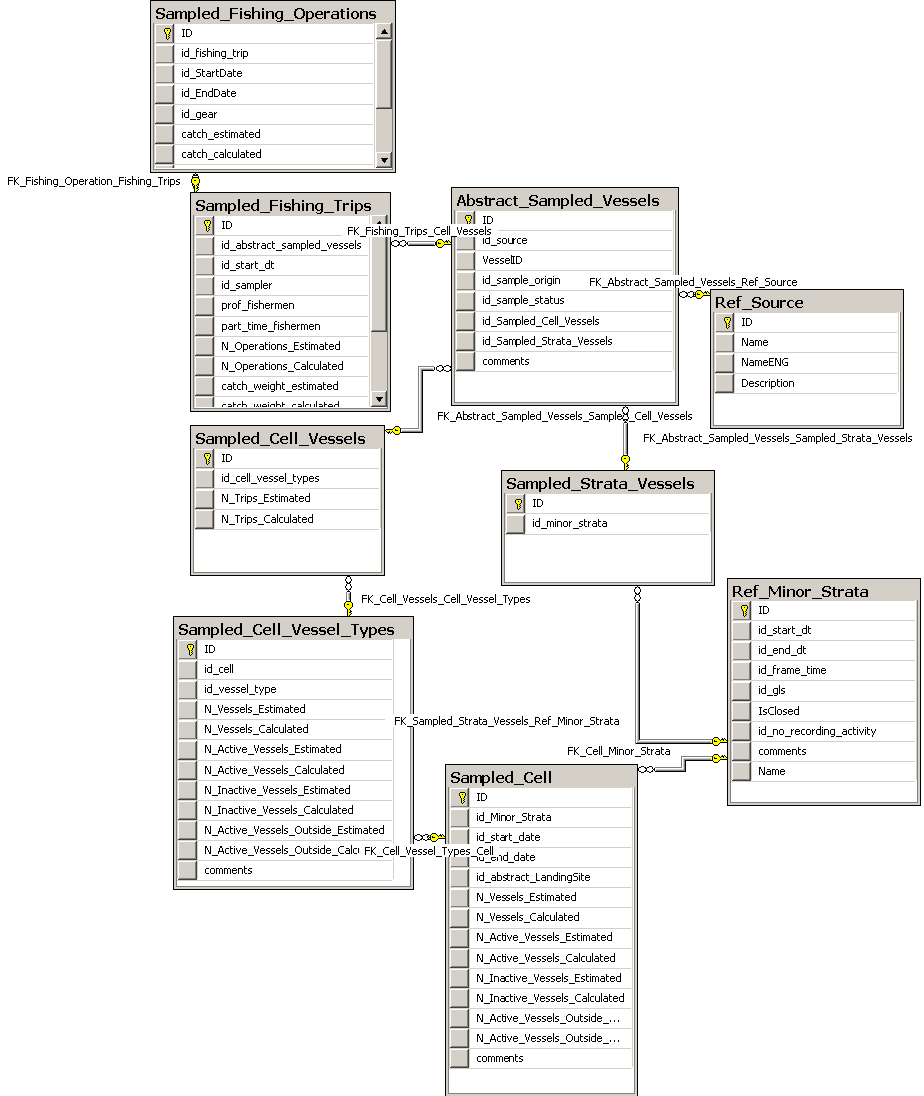 Sampled_Fishing_Operations
ID
id_fishing_trip
id_StartDate
id_EndDate
id_gear
catch_estimated
catch_calculated
FK_Fishing_Operation_Fishing_Trips
Sampled_Fishing_Trips
ID
id_abstract_sampled_vessels
id_start_dt
id_sampler
prof_fishermen
part_time_fishermen
N_Operations_Estimated
N_Operations_Calculated
catch_weight_estimated
catch_weight_calculated
FK_Fishing_Trips_Cell_Vessels
Abstract_Sampled_Vessels
ID
id_source
VesselID
id_sample_origin
id_sample_status
id_Sampled_Cell_Vessels
id_Sampled_Strata_Vessels
comments
FK_Abstract_Sampled_Vessels_Ref_Source
Ref_Source
ID
Name
NameENG
Description
FK_Abstract_Sampled_Vessels_Sampled_Cell_Vessels
FK_Abstract_Sampled_Vessels_Sampled_Strata_Vessels
Sampled_Cell_Vessels
ID
id_cell_vessel_types
N_Trips_Estimated
N_Trips_Calculated
Sampled_Strata_Vessels
ID
id_minor_strata
FK_Cell_Vessels_Cell_Vessel_Types
Ref_Minor_Strata
ID
id_start_dt
id_end_dt
id_frame_time
id_gls
IsClosed
id_no_recording_activity
comments
Name
Sampled_Cell_Vessel_Types
ID
id_cell
id_vessel_type
N_Vessels_Estimated
N_Vessels_Calculated
N_Active_Vessels_Estimated
N_Active_Vessels_Calculated
N_Inactive_Vessels_Estimated
N_Inactive_Vessels_Calculated
N_Active_Vessels_Outside_Estimated
N_Active_Vessels_Outside_Calcu
comments
FK_Sampled_Strata_Vessels_Ref_Minor_Strata
FK_Cell_Minor_Strata
FK_Cell_Vessel_Types_Cell
Sampled_Cell
ID
id_Minor_Strata
id_start_date
id_end_date
id_abstract_LandingSite
N_Vessels_Estimated
N_Vessels_Calculated
N_Active_Vessels_Estimated
N_Active_Vessels_Calculated
N_Inactive_Vessels_Estimated
N_Inactive_Vessels_Calculated
N_Active_Vessels_Outside_...
N_Active_Vessels_Outside_...
comments